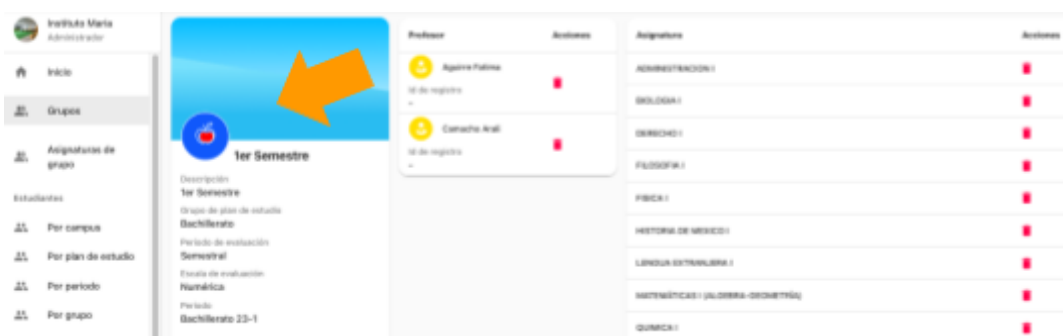 Instituto Maria
Administrador
Inicio
Grupos
Asignaturas de
grupo
Estudiantes
Por campus
Por plan de estudio
Por periodo
Por grupo
1er Semestre
Descripción
1er Semestre
Grupo de plan de estudio
Bachillerato
Periodo de evaluación
Semestral
Escala de evaluación
Numérica
Periodo
Bachillerato 23-1
Profesor Acciones
Aguirre Fatima
Id de registro
-
Camacho Arali
Id de registro
-
Asignatura Acciones
ADMINISTRACION I
BIOLOGIA I
DERECHO I
FILOSOFIA I
FISICA I
HISTORIA DE MEXICO I
LENGUA EXTRANJERA I
MATEMÁTICAS I (ALGEBRA-GEOMETRÍA)
QUIMICA I